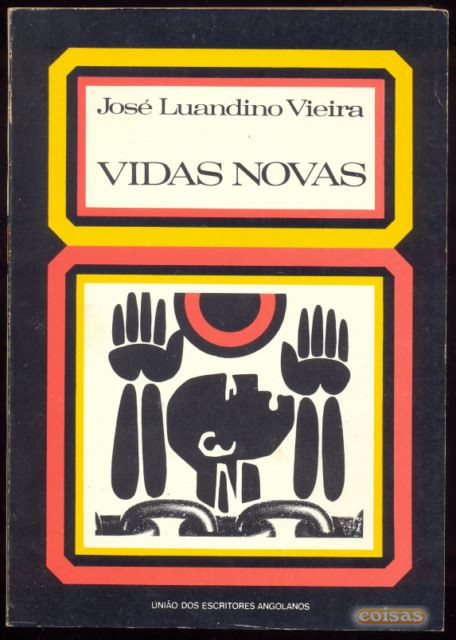 José Luandino Vieira
VIDAS NOVAS
UNIÃO DOS ESCRITORES ANGOLANOS
coisas